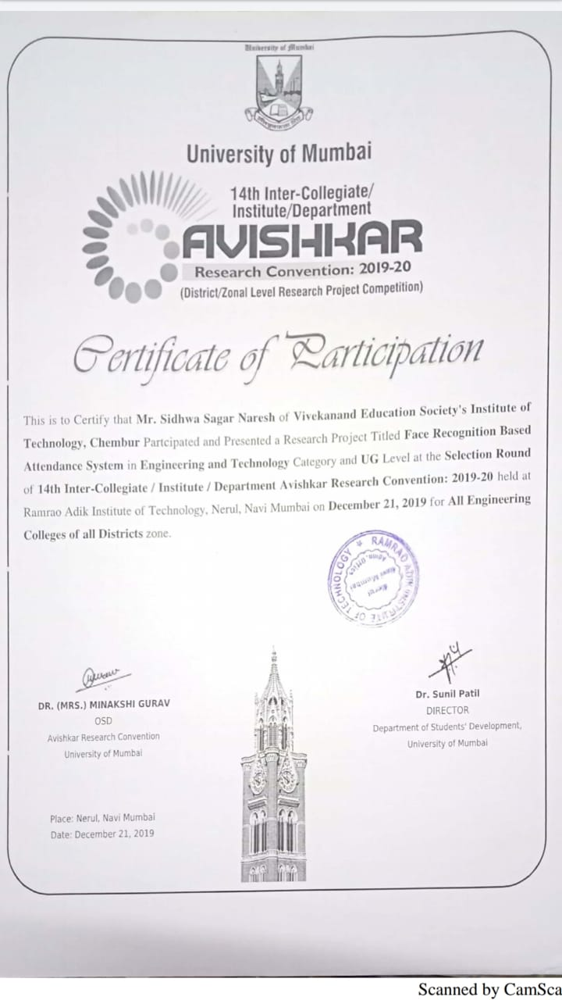 University of Mumbai
University of Mumbai
14th Inter-Collegiate/
Institute/Department
AVISHKAR
Research Convention: 2019-20
(District/Zonal Level Research Project Competition)
Certificate of Participation
This is to Certify that Mr. Sidhwa Sagar Naresh of Vivekanand Education Society's Institute of
Technology, Chembur Partcipated and Presented a Research Project Titled Face Recognition Based
Attendance System in Engineering and Technology Category and UG Level at the Selection Round
of 14th Inter-Collegiate / Institute / Department Avishkar Research Convention: 2019-20 held at
Ramrao Adik Institute of Technology, Nerul, Navi Mumbai on December 21, 2019 for All Engineering
Colleges of all Districts zone.
RAMRAO ADIK INSTITUTE OF TECHNOLOGY
Nerul
Navi Mumbai
DR. (MRS.) MINAKSHI GURAV
OSD
Avishkar Research Convention
University of Mumbai
Dr. Sunil Patil
DIRECTOR
Department of Students' Development,
University of Mumbai
Place: Nerul, Navi Mumbai
Date: December 21, 2019
Scanned by CamSca